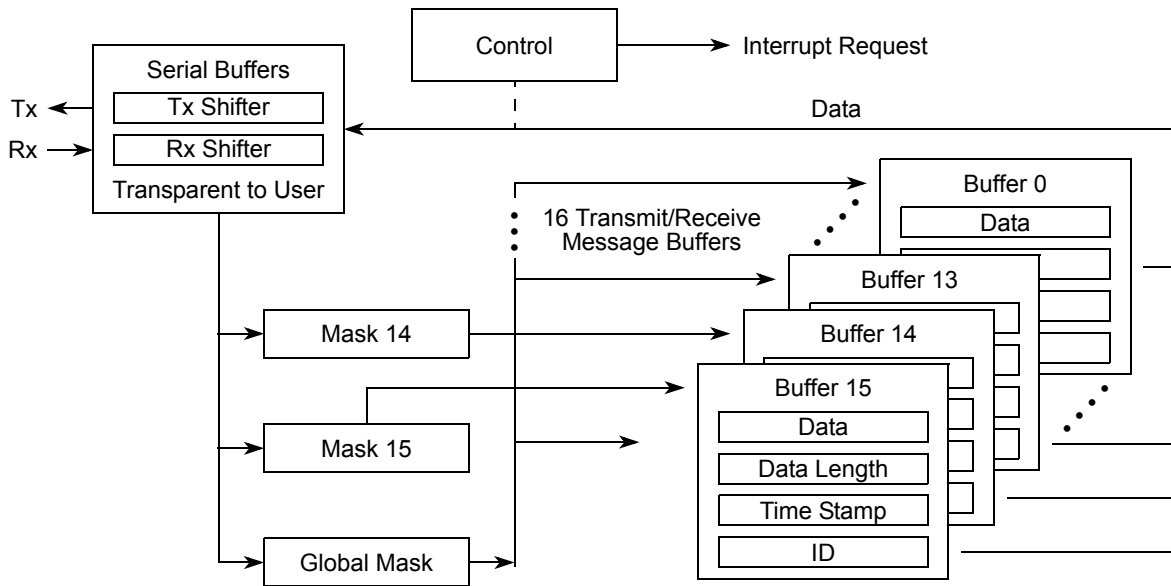 Control
Interrupt Request
Serial Buffers
Tx Shifter
Tx
Data
Rx
Rx Shifter
Transparent to User
Buffer 0
16 Transmit/Receive
Message Buffers
Data
Buffer 13
Mask 14
Buffer 14
Buffer 15
Mask 15
Data
Data Length
Time Stamp
Global Mask
ID